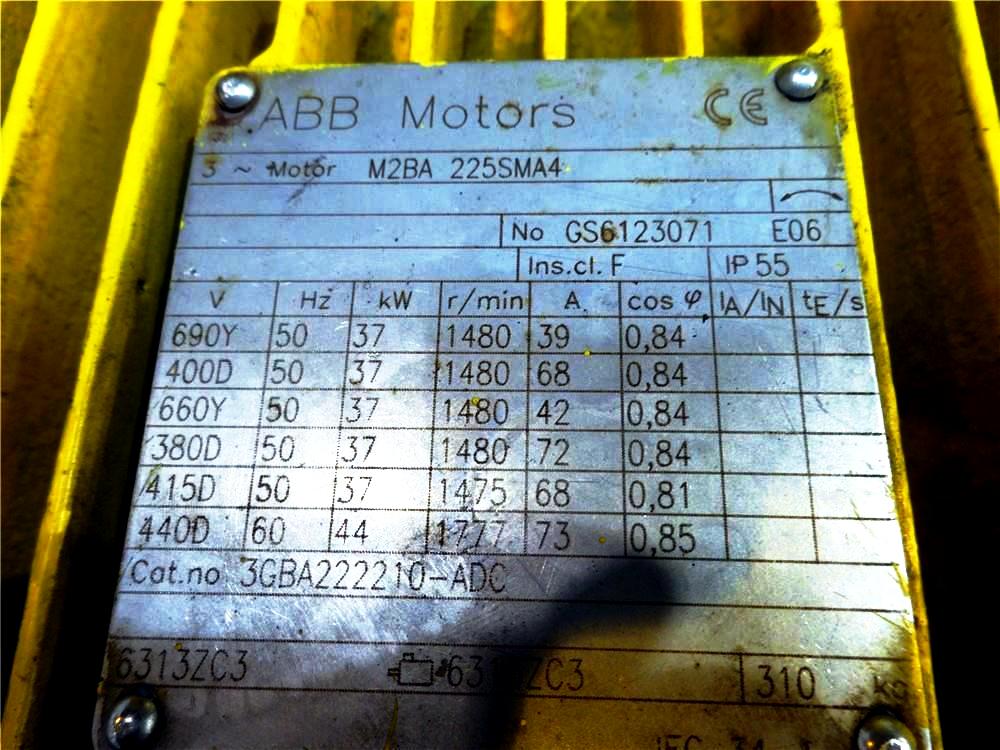 ABB Motors CE
3 ~ Motor M2BA 225SMA4
No GS6123071 E06
Ins.cl. F IP 55
V Hz kW r/min A cos φ IA/IN tE/s
690Y 50 37 1480 39 0,84
400D 50 37 1480 68 0,84
660Y 50 37 1480 42 0,84
380D 50 37 1480 72 0,84
415D 50 37 1475 68 0,81
440D 60 44 1777 73 0,85
Cat.no 3GBA222210-ADC
6313ZC3 310 kg
IEC 34